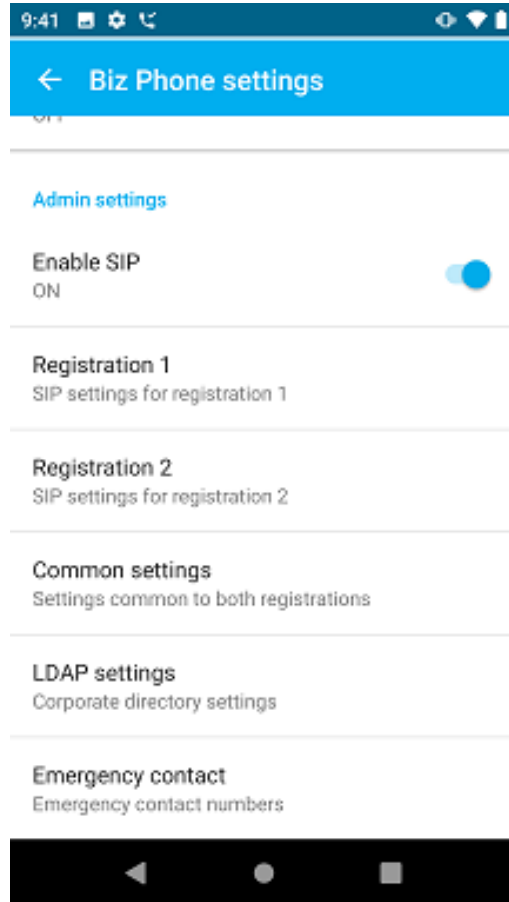 9:41
Biz Phone settings
Admin settings
Enable SIP
ON
Registration 1
SIP settings for registration 1
Registration 2
SIP settings for registration 2
Common settings
Settings common to both registrations
LDAP settings
Corporate directory settings
Emergency contact
Emergency contact numbers